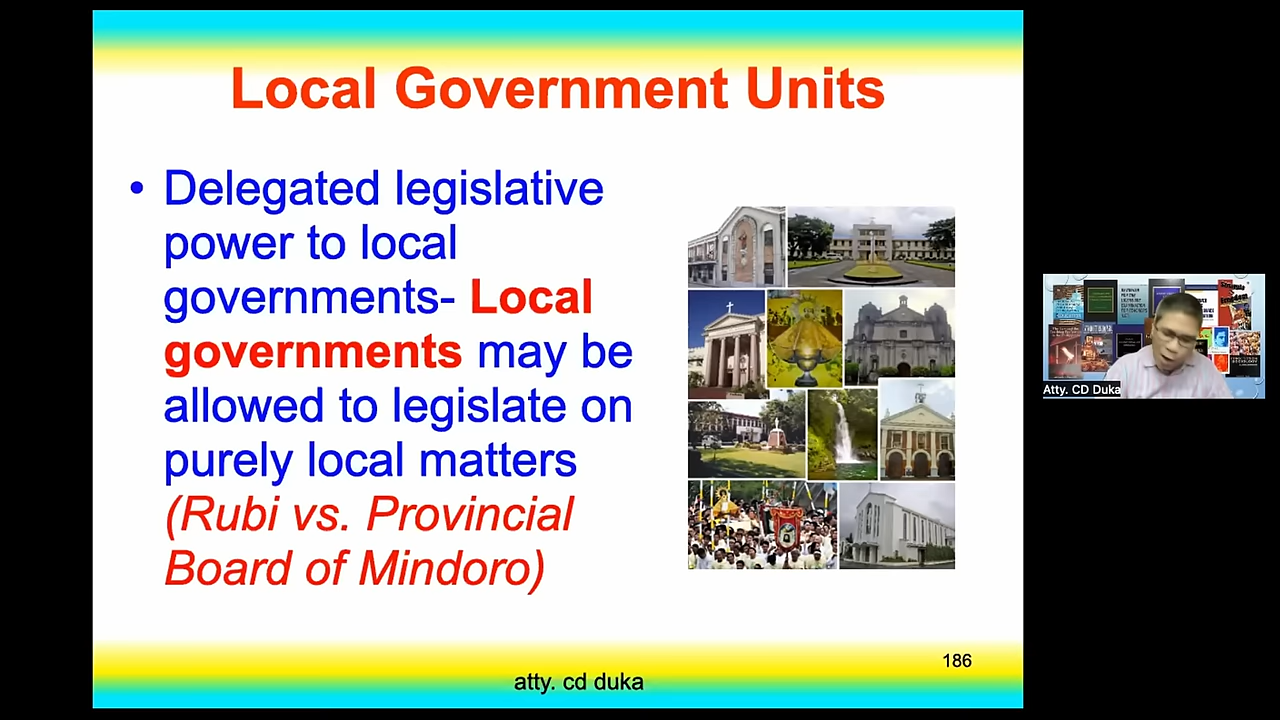 Local Government Units
• Delegated legislative
power to local
governments- Local
governments may be
allowed to legislate on
purely local matters
(Rubi vs. Provincial
Board of Mindoro)
186
atty. cd duka
Atty. CD Duka